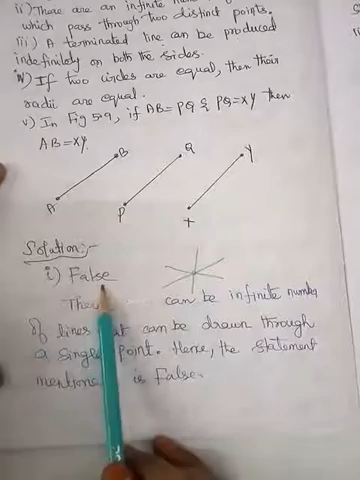 ii) There are an infinite
which pass through two distinct points.
iii) A terminated line can be produced
indefinitely on both the sides.
iv) If two circles are equal, then their
radii are equal.
v) In Fig 5.9, if AB=PQ & PQ=XY then
AB=XY.
B Q Y
A P X
Solution:-
i) False
can be infinite number
of lines can be drawn through
a single point. Hence, the statement
is False.